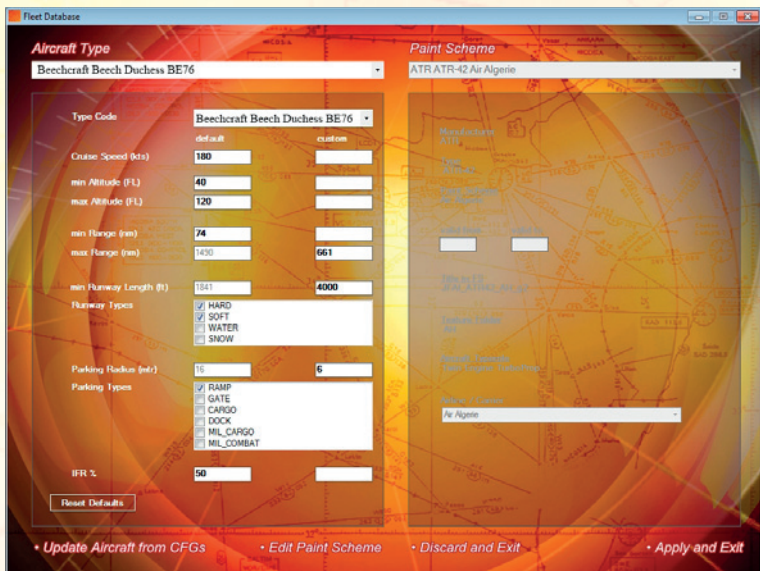 Fleet Database
Aircraft Type
Beechcraft Beech Duchess BE76
Type Code
Beechcraft Beech Duchess BE76
default custom
Cruise Speed (kts) 180
min Altitude (FL) 40
max Altitude (FL) 120
min Range (nm) 74
max Range (nm) 1490 661
min Runway Length (ft) 1841 4000
Runway Types
HARD
SOFT
WATER
SNOW
Parking Radius (mtr) 16 6
Parking Types
RAMP
GATE
CARGO
DOCK
MIL_CARGO
MIL_COMBAT
IFR % 50
Reset Defaults
Paint Scheme
ATR ATR-42 Air Algerie
Manufacturer
ATR
Air Algerie
• Update Aircraft from CFGs • Edit Paint Scheme • Discard and Exit • Apply and Exit